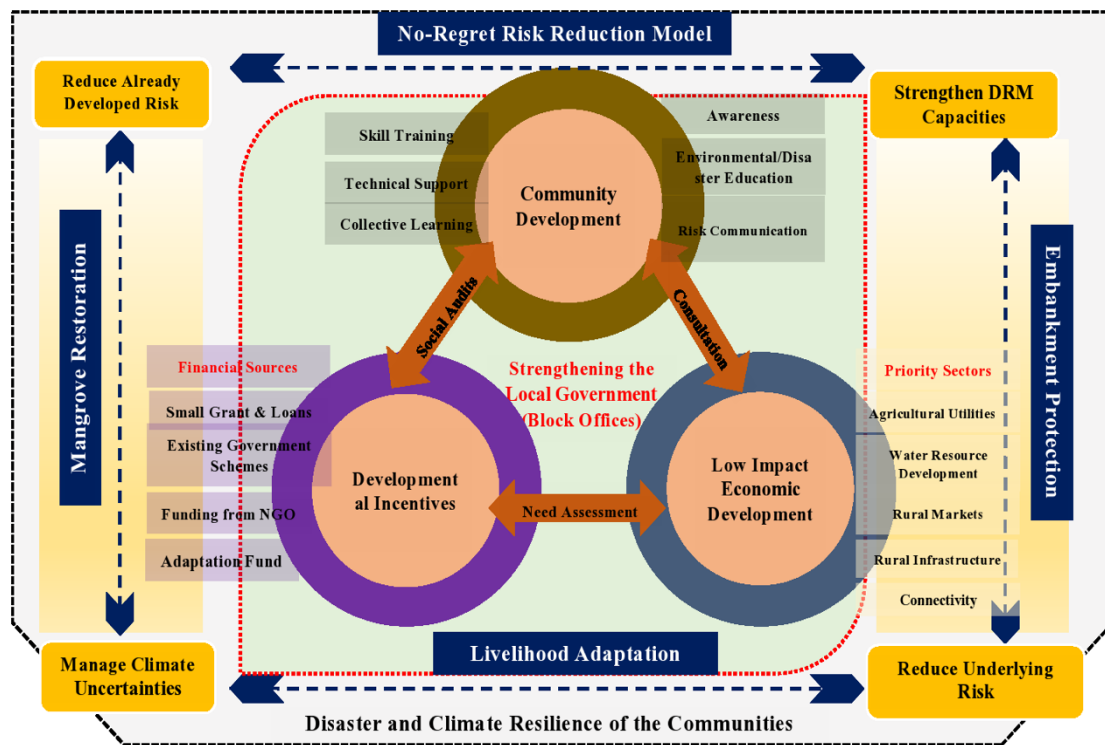 No-Regret Risk Reduction Model
Reduce Already
Developed Risk
Strengthen DRM
Capacities
Skill Training
Technical Support
Collective Learning
Community
Development
Awareness
Environmental/Disa
ster Education
Risk Communication
Mangrove Restoration
Embankment Protection
Social Audits
Consultation
Strengthening the
Local Government
(Block Offices)
Financial Sources
Small Grant & Loans
Existing Government
Schemes
Funding from NGO
Adaptation Fund
Development
al Incentives
Need Assessment
Low Impact
Economic
Development
Priority Sectors
Agricultural Utilities
Water Resource
Development
Rural Markets
Rural Infrastructure
Connectivity
Manage Climate
Uncertainties
Livelihood Adaptation
Reduce Underlying
Risk
Disaster and Climate Resilience of the Communities